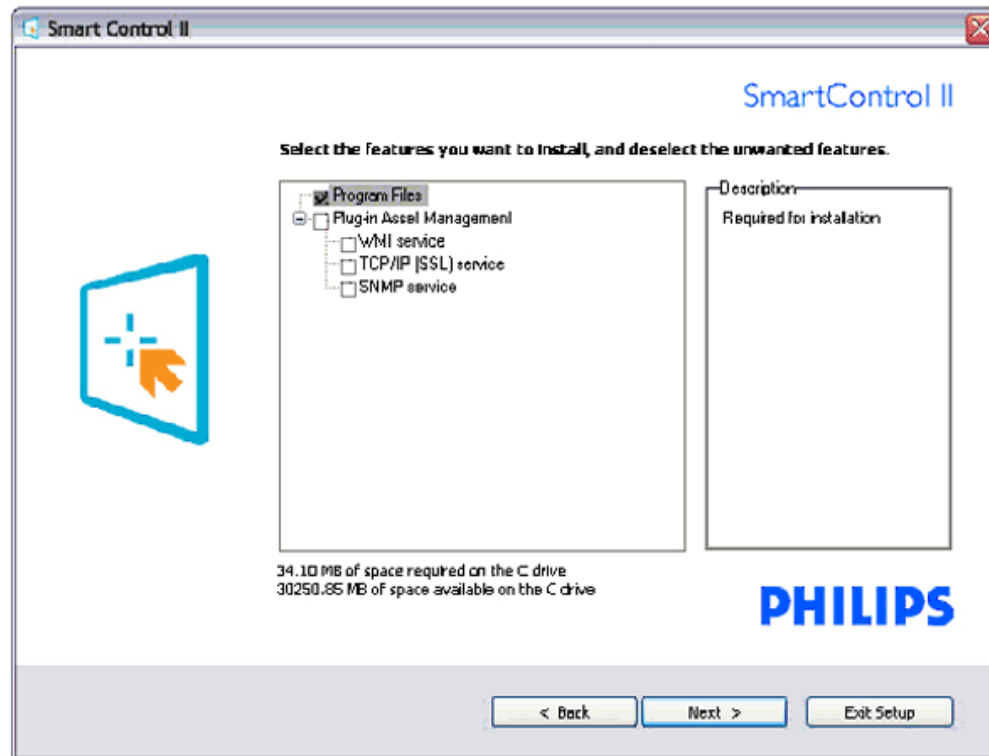 Smart Control II
SmartControl II
Select the features you want to install, and deselect the unwanted features.
Program Files
Plug-in Asset Management
WMI service
TCP/IP (SSL) service
SNMP service
Description
Required for installation
34.10 MB of space required on the C drive
30250.85 MB of space available on the C drive
PHILIPS
< Back
Next >
Exit Setup